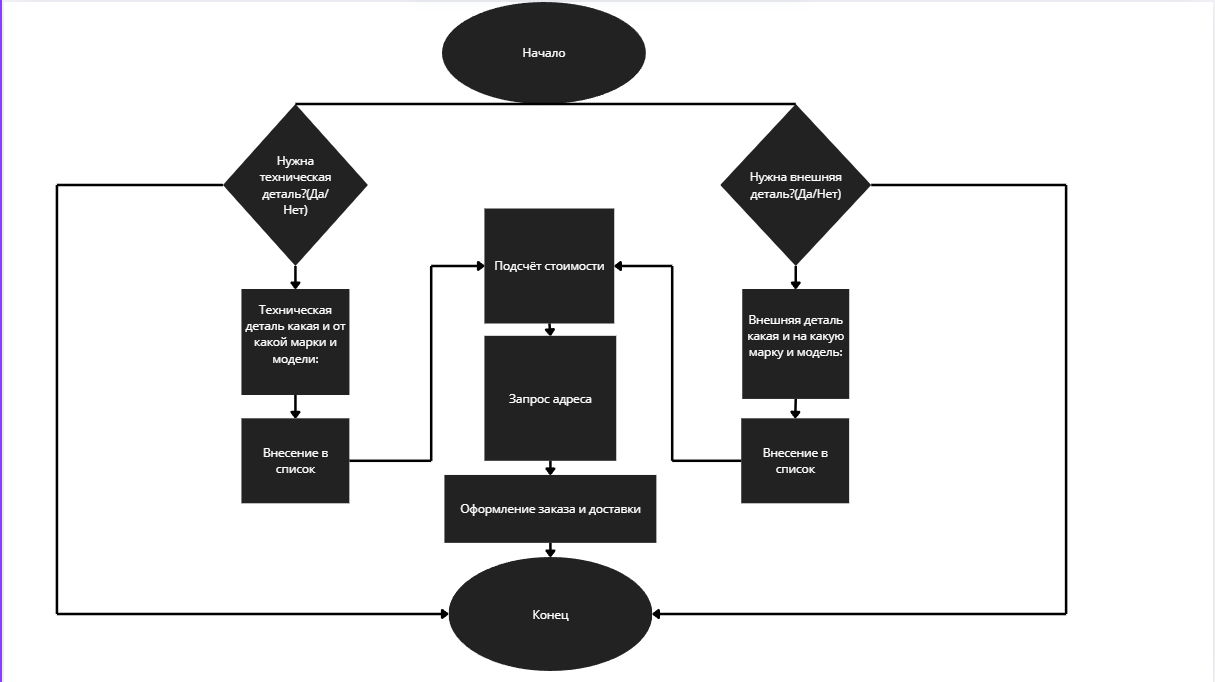 Начало
Нужна
техническая
деталь?(Да/
Нет)
Нужна внешняя
деталь?(Да/Нет)
Подсчёт стоимости
Техническая
деталь какая и от
какой марки и
модели:
Внешняя деталь
какая и на какую
марку и модель:
Запрос адреса
Внесение в
список
Внесение в
список
Оформление заказа и доставки
Конец